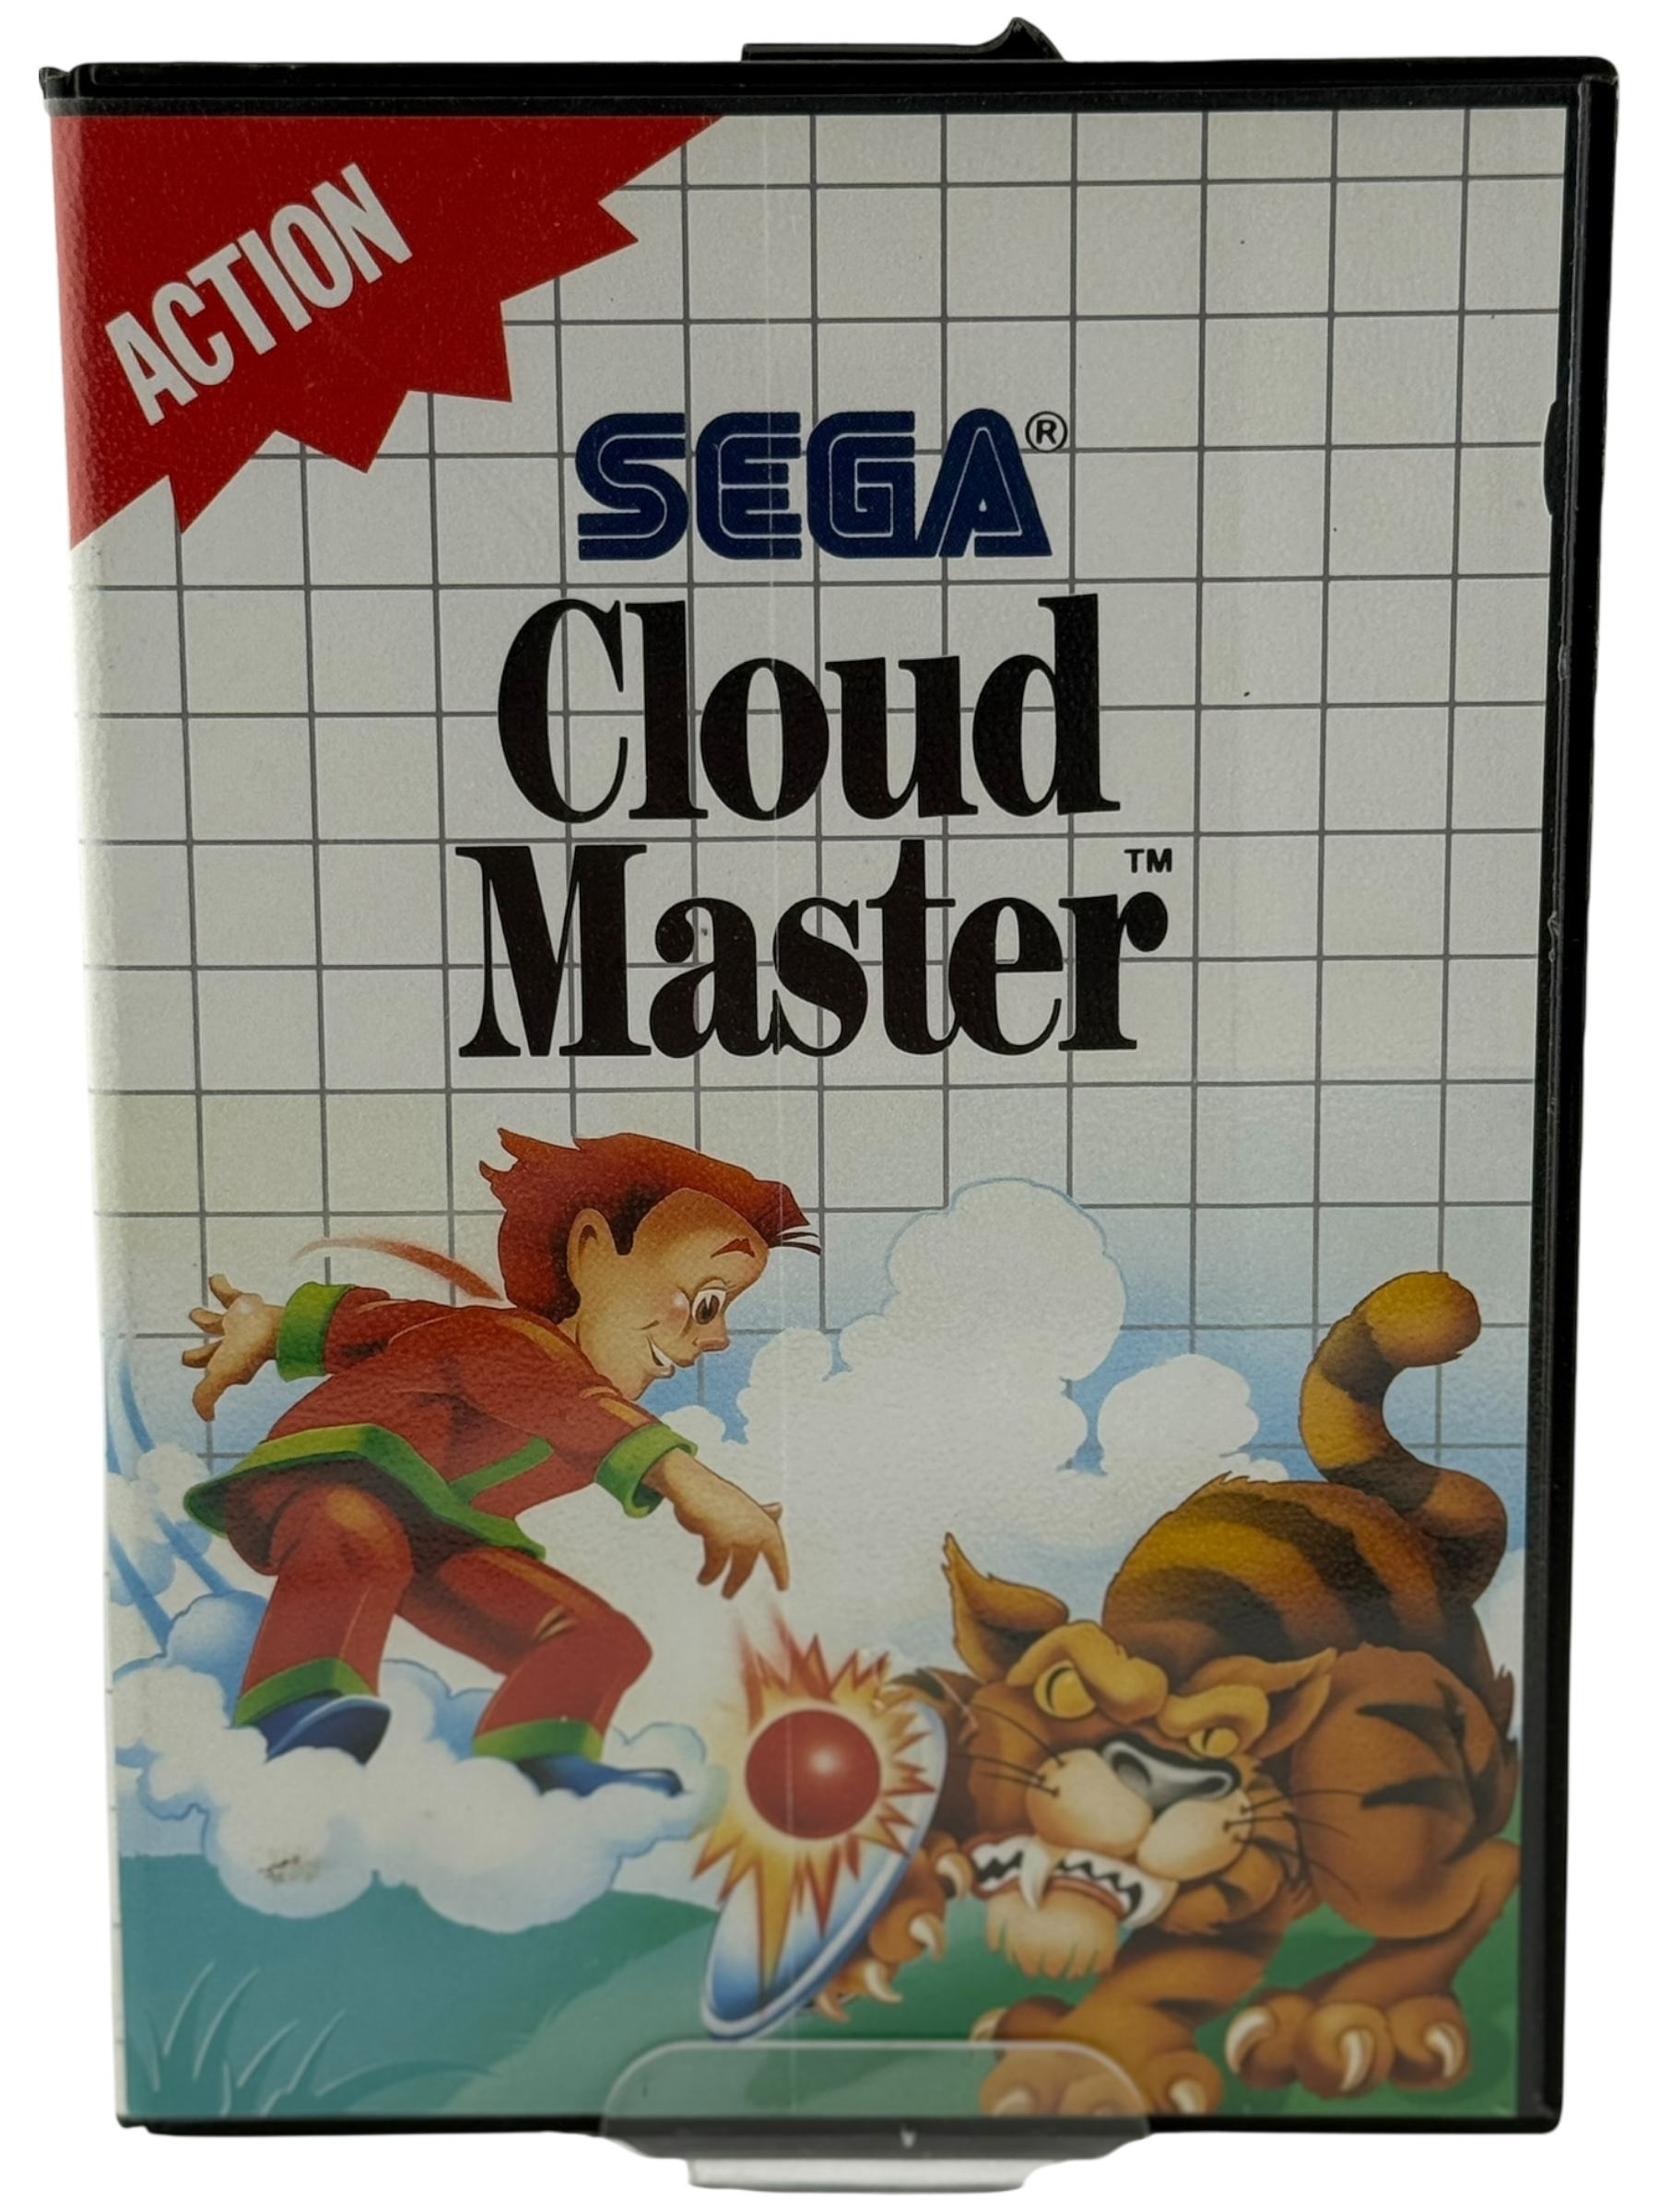 ACTION
SEGA®
Cloud
Master™